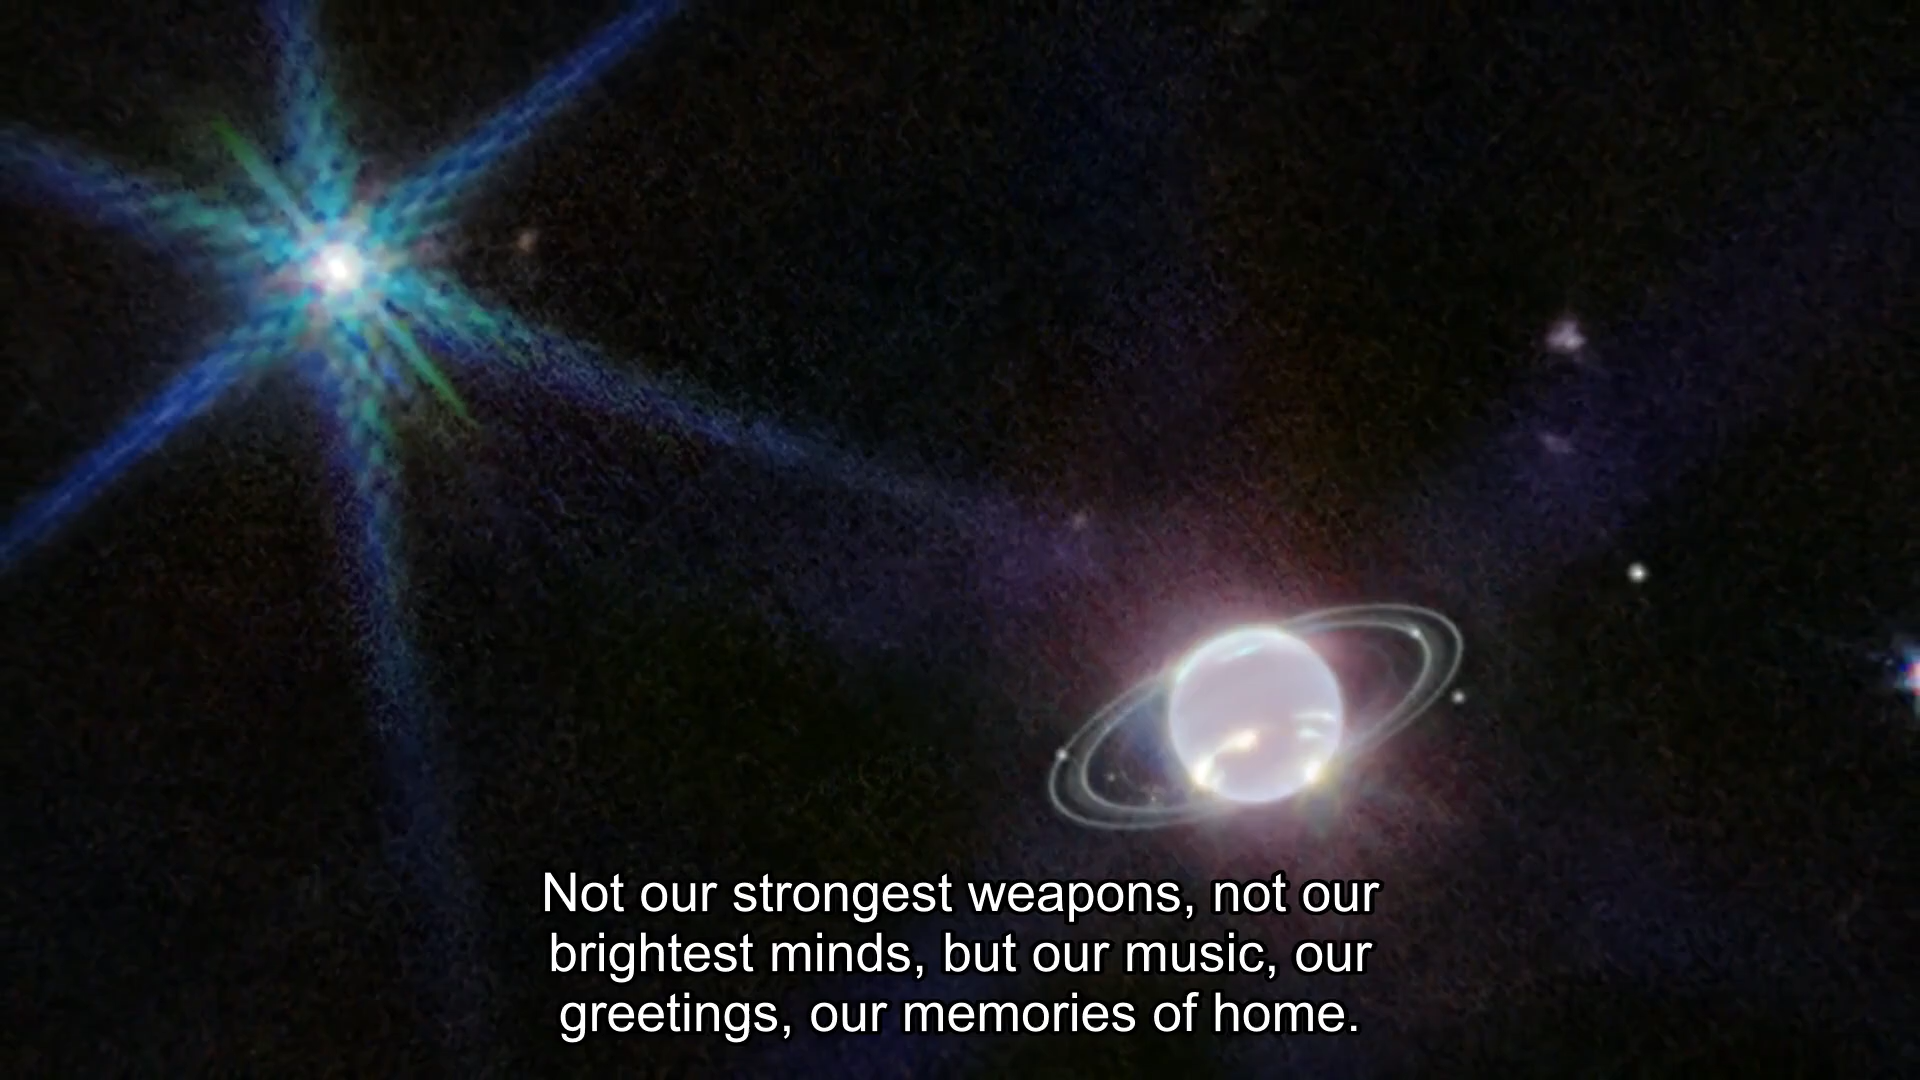 Not our strongest weapons, not our
brightest minds, but our music, our
greetings, our memories of home.